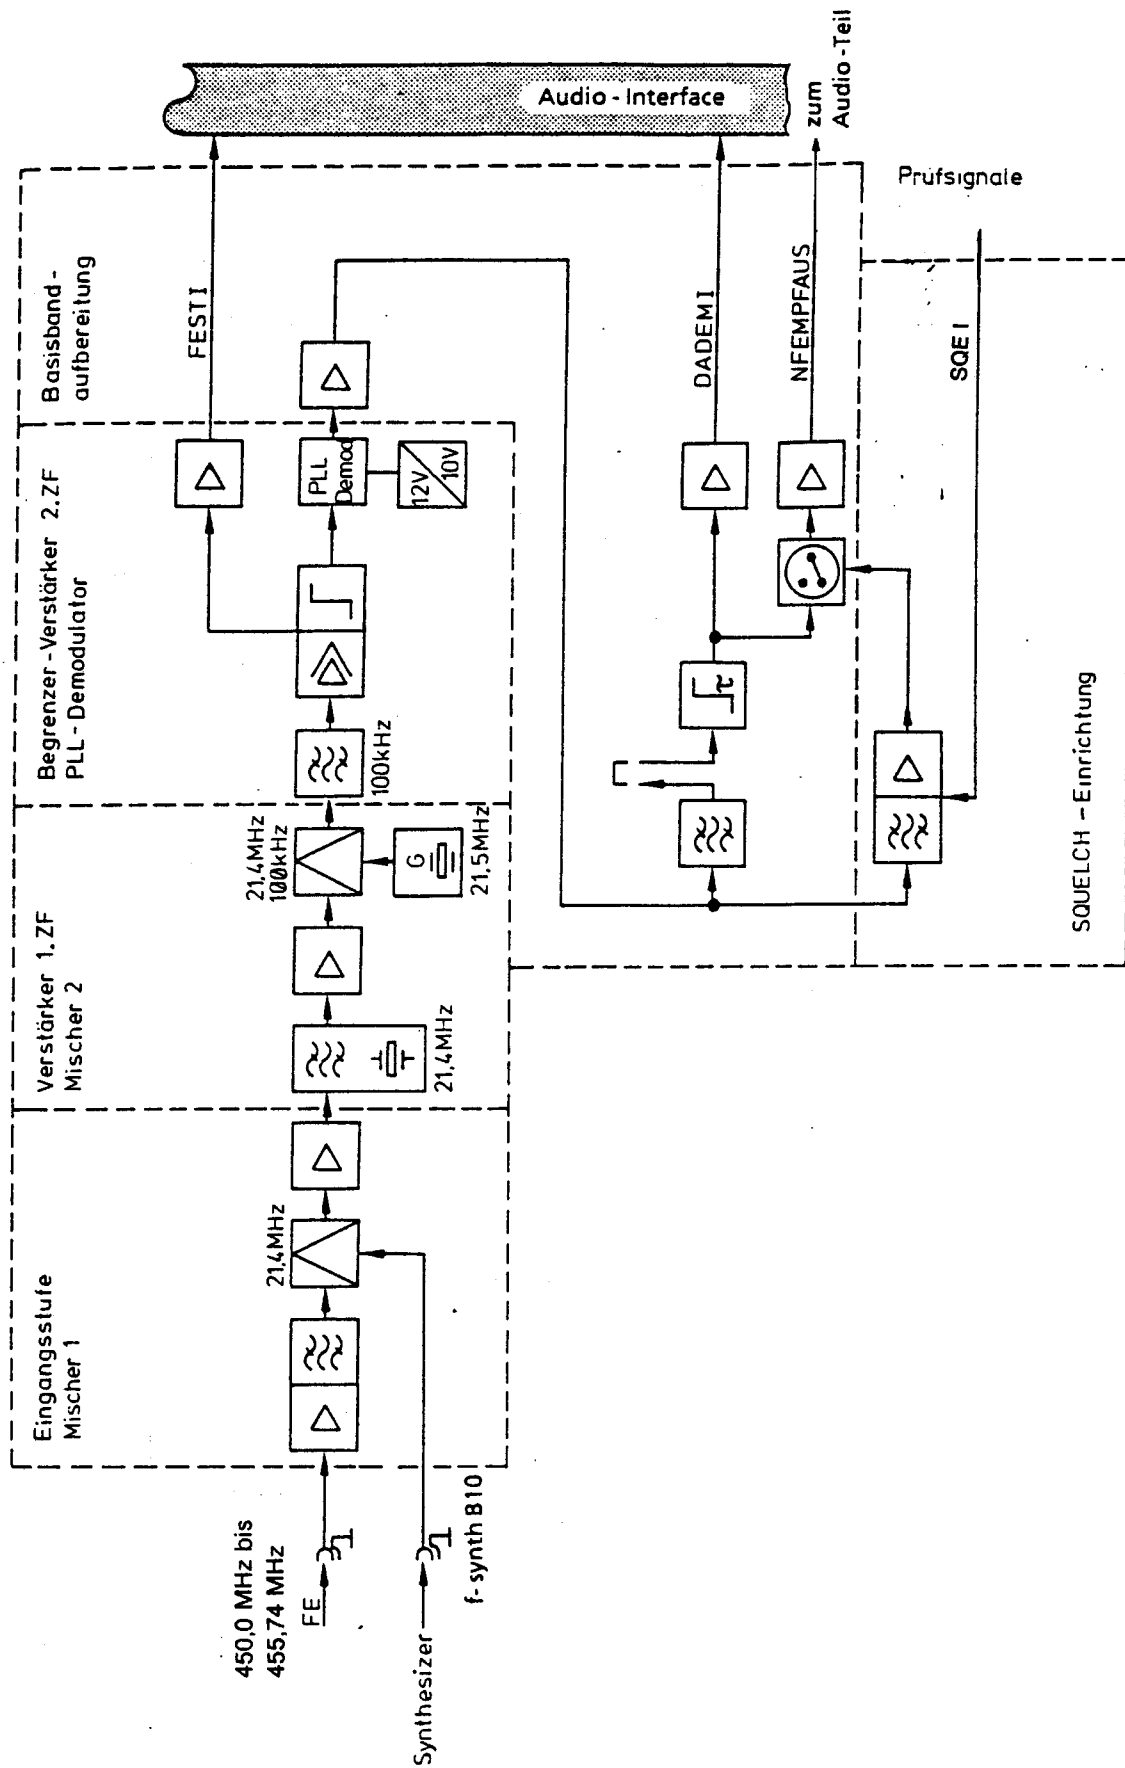 Eingangsstufe
Mischer 1
Verstärker 1. ZF
Mischer 2
Begrenzer-Verstärker 2.ZF
PLL-Demodulator
Basisband-
aufbereitung
FESTI
Audio-Interface
450,0 MHz bis
455,74 MHz
FE
21,4MHz
21,4MHz
21,4MHz
100kHz
G
21,5MHz
100kHz
PLL
Demod
12V
10V
Synthesizer
f-synth B10
τ
DADEMI
NFEMPFAUS
zum
Audio-Teil
SQEI
Prüfsignale
SQUELCH-Einrichtung